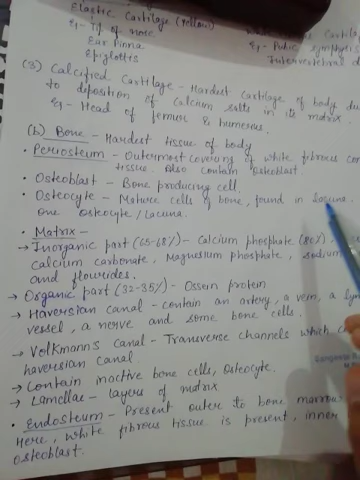 Elastic Cartilage (Yellow)
Eg - Tip of nose
Ear Pinna
Epiglottis
Cartilag
Eg - Pubic symphysis
Intervertebral d
(3) Calcified Cartilage - Hardest cartilage of body du
to deposition of calcium salts in its matrix.
Eg - Head of femur & humerus.
(b) Bone - Hardest tissue of body
• Periosteum - Outermost covering of white fibrous con
tissue. Also contain osteoblast.
• Osteoblast - Bone producing cell.
• Osteocyte - Mature cells of bone, found in lacuna.
one osteocyte/lacuna.
• Matrix -
→ Inorganic part (65-68%) - Calcium phosphate (80%),
calcium carbonate, Magnesium phosphate, sodium
and flourides.
→ Organic part (32-35%) - Ossein protein
→ Haversian canal - contain an artery, a vein, a ly
vessel, a nerve and some bone cells.
→ Volkmann's canal - Transverse channels which c
haversian canal
→ Contain inactive bone cells, Osteocyte.
→ Lamellae - layers of matrix.
• Endosteum - Present outer to bone marrow
Here, white fibrous tissue is present, inner
osteoblast.